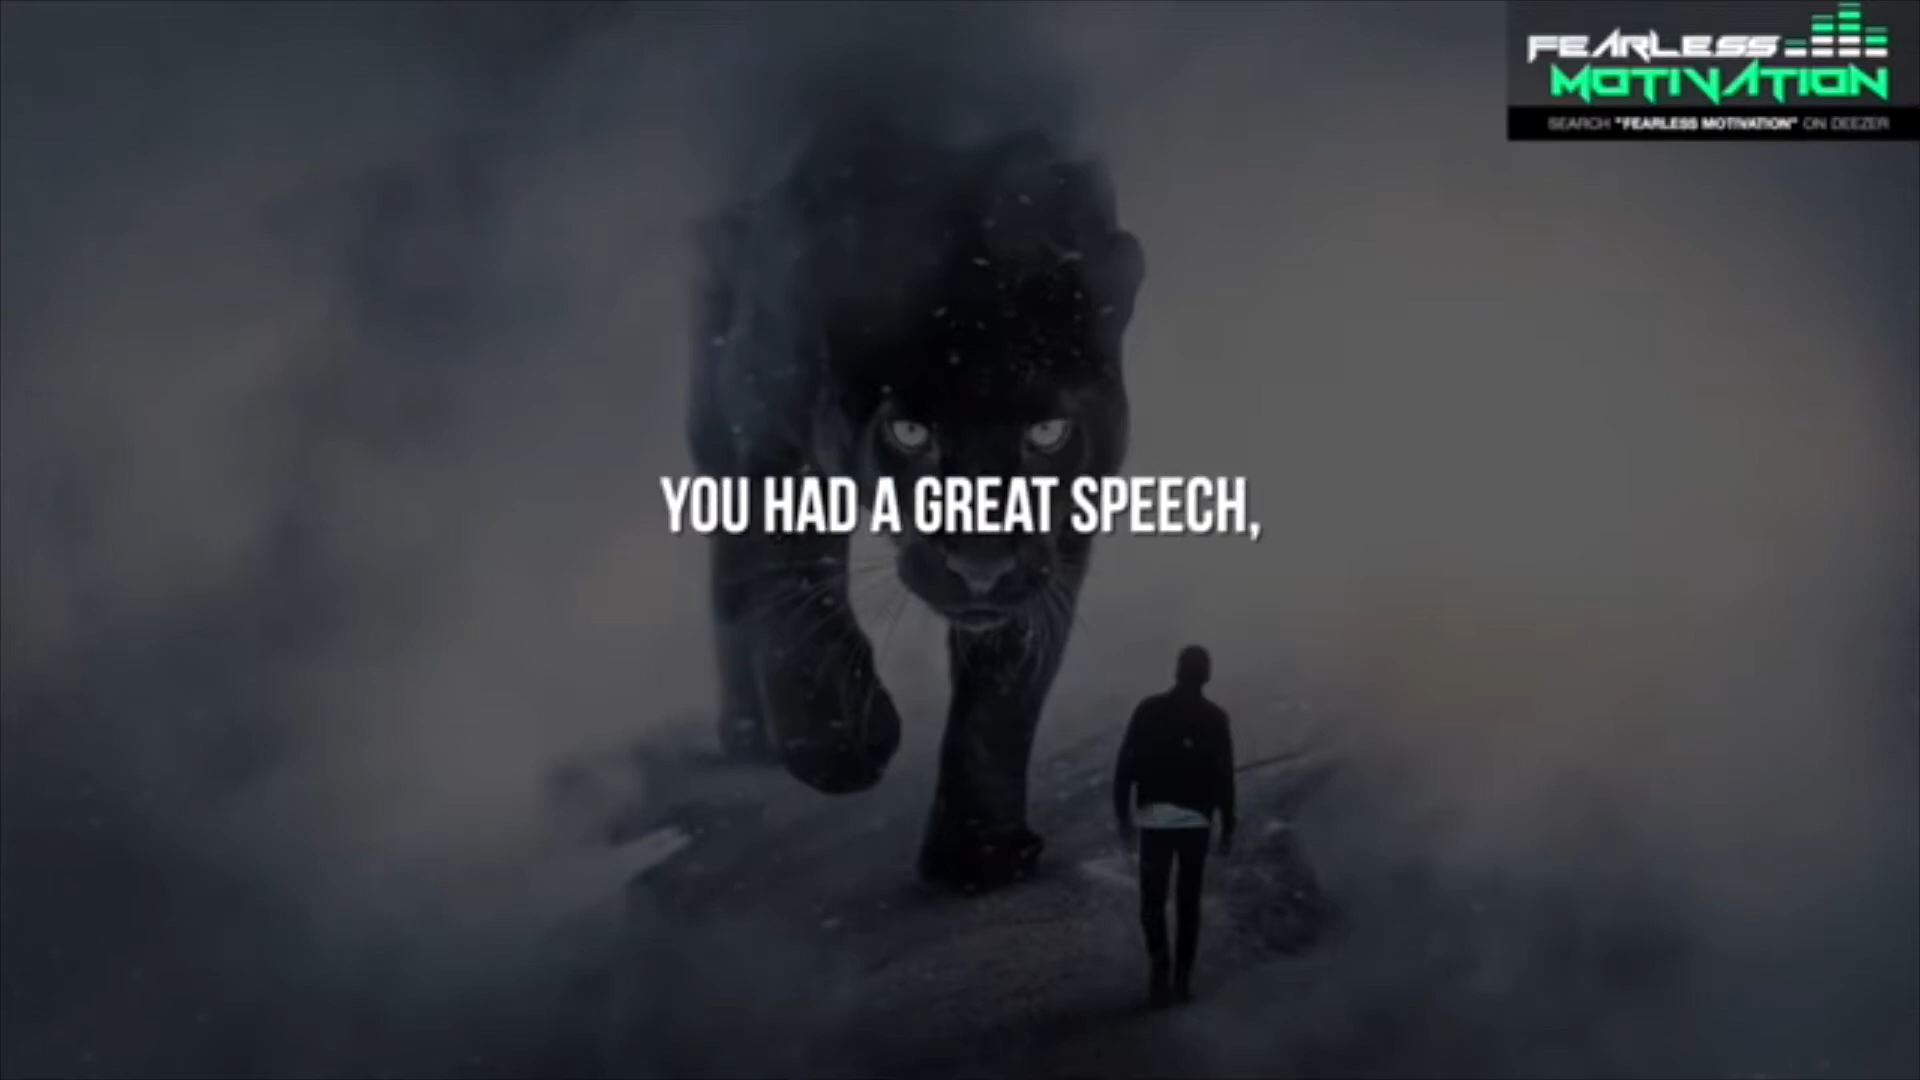 FEARLESS
MOTIVATION
SEARCH "FEARLESS MOTIVATION" ON DEEZER
YOU HAD A GREAT SPEECH,